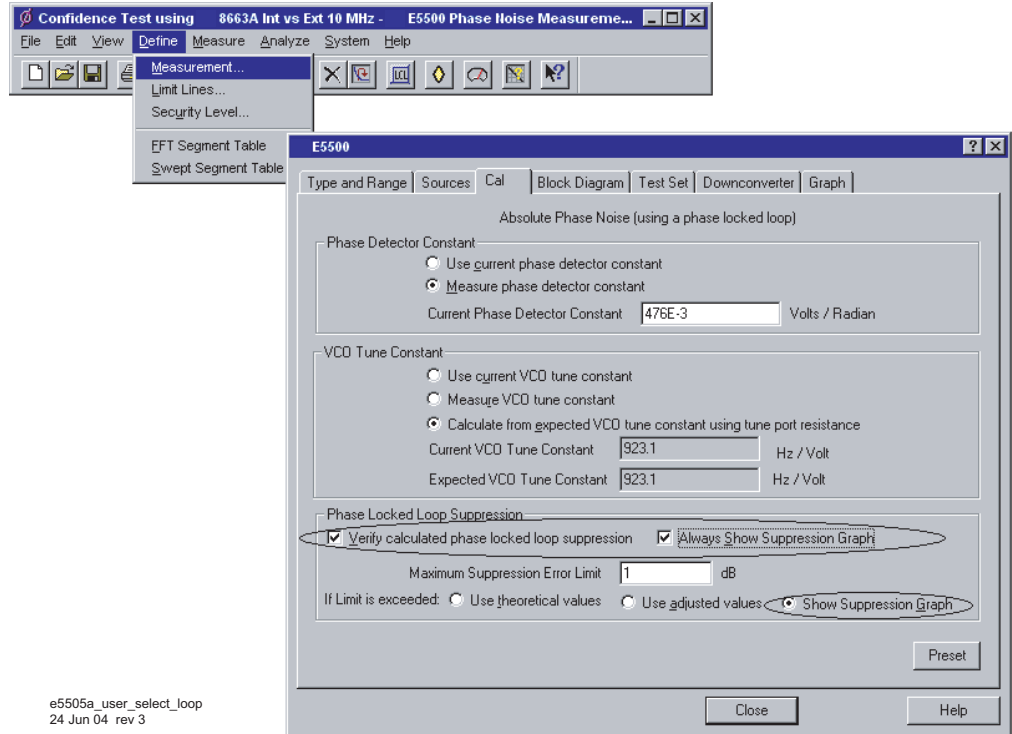 Confidence Test using 8663A Int vs Ext 10 MHz - E5500 Phase Noise Measureme...
File Edit View Define Measure Analyze System Help
Measurement...
Limit Lines...
Security Level...
FFT Segment Table
Swept Segment Table
E5500
Type and Range Sources Cal Block Diagram Test Set Downconverter Graph
Absolute Phase Noise (using a phase locked loop)
Phase Detector Constant
Use current phase detector constant
Measure phase detector constant
Current Phase Detector Constant 476E-3 Volts / Radian
VCO Tune Constant
Use current VCO tune constant
Measure VCO tune constant
Calculate from expected VCO tune constant using tune port resistance
Current VCO Tune Constant 923.1 Hz / Volt
Expected VCO Tune Constant 923.1 Hz / Volt
Phase Locked Loop Suppression
Verify calculated phase locked loop suppression Always Show Suppression Graph
Maximum Suppression Error Limit 1 dB
If Limit is exceeded: Use theoretical values Use adjusted values Show Suppression Graph
Preset
Close Help
e5505a_user_select_loop
24 Jun 04 rev 3